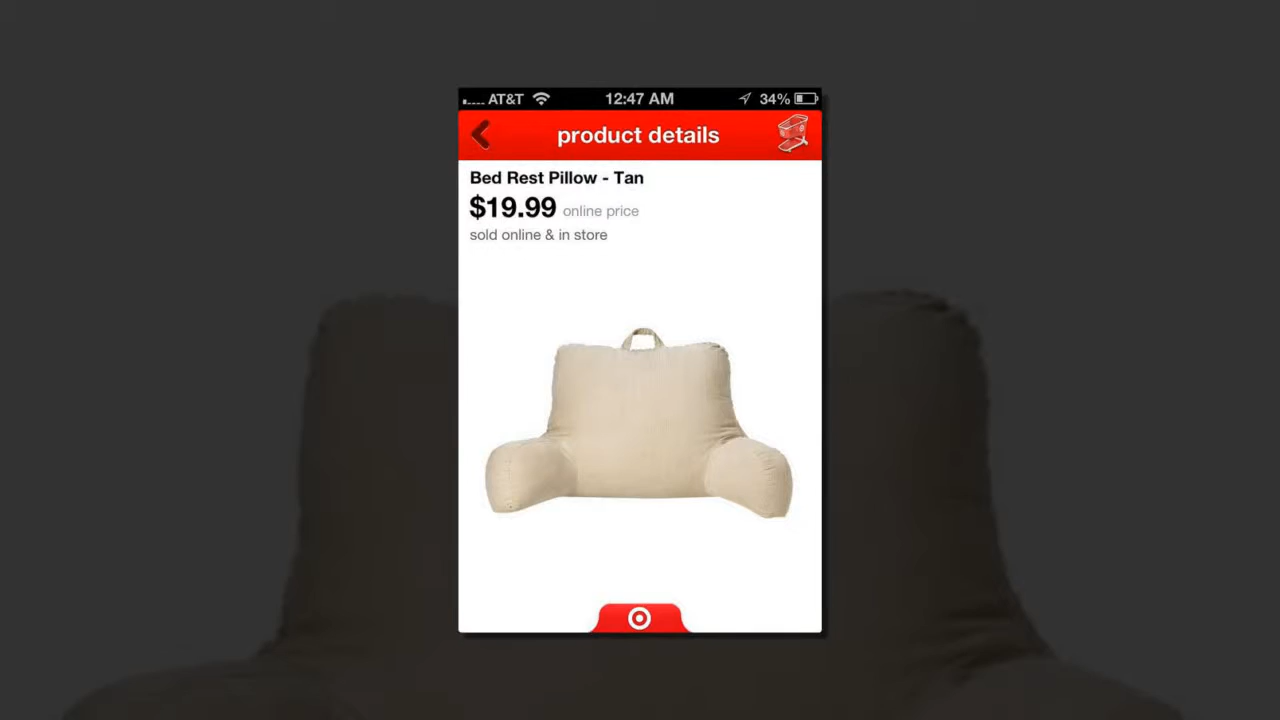 AT&T 12:47 AM 34%
product details
Bed Rest Pillow - Tan
$19.99 online price
sold online & in store